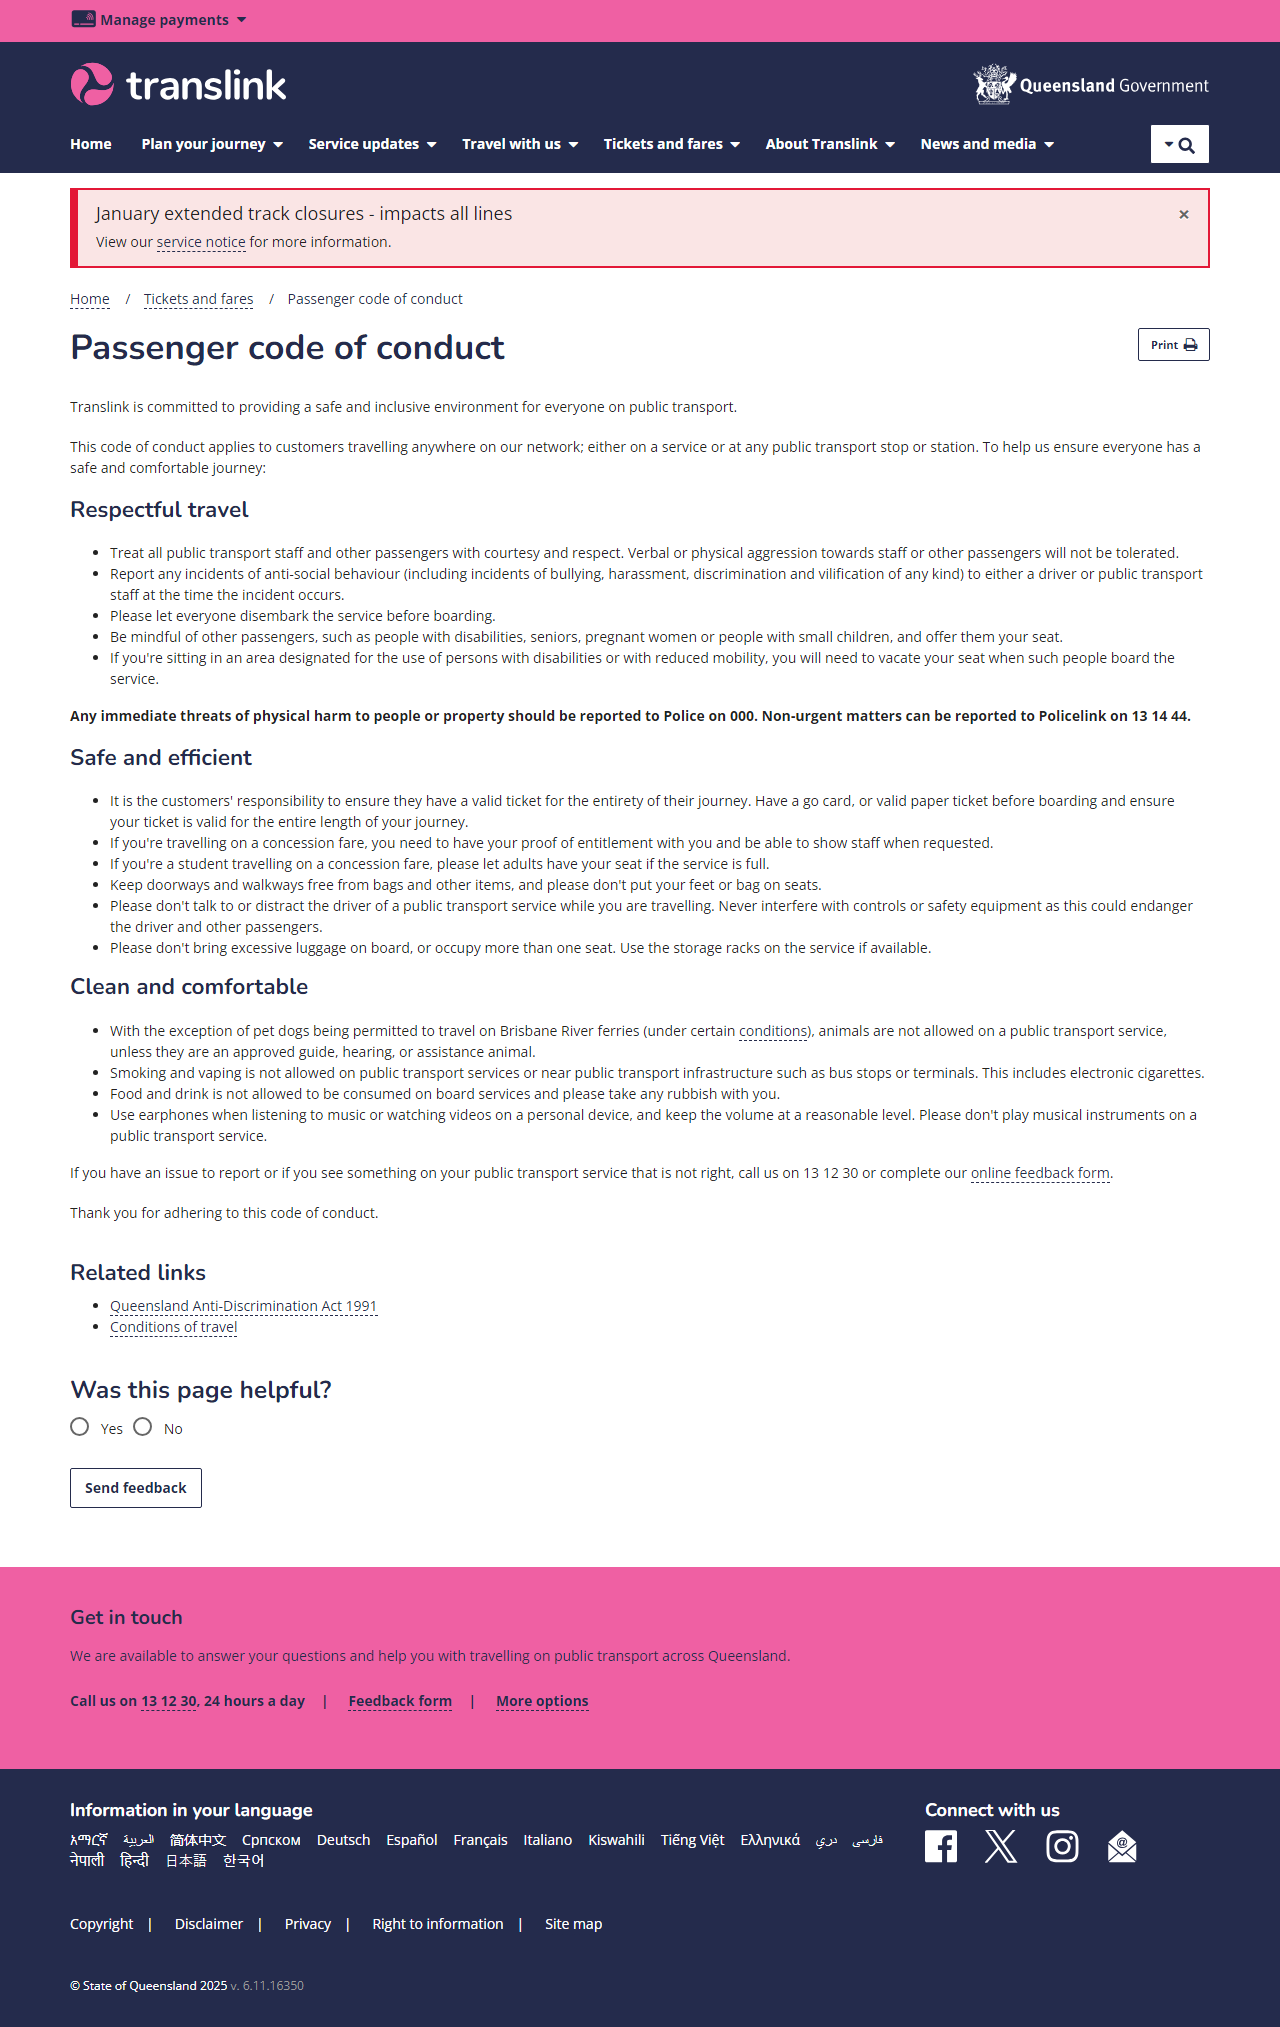 Manage payments
translink
Queensland Government
Home Plan your journey Service updates Travel with us Tickets and fares About Translink News and media
January extended track closures - impacts all lines
×
View our service notice for more information.
Home / Tickets and fares / Passenger code of conduct
Passenger code of conduct
Print
Translink is committed to providing a safe and inclusive environment for everyone on public transport.
This code of conduct applies to customers travelling anywhere on our network; either on a service or at any public transport stop or station. To help us ensure everyone has a
safe and comfortable journey:
Respectful travel
• Treat all public transport staff and other passengers with courtesy and respect. Verbal or physical aggression towards staff or other passengers will not be tolerated.
• Report any incidents of anti-social behaviour (including incidents of bullying, harassment, discrimination and vilification of any kind) to either a driver or public transport
staff at the time the incident occurs.
• Please let everyone disembark the service before boarding.
• Be mindful of other passengers, such as people with disabilities, seniors, pregnant women or people with small children, and offer them your seat.
• If you're sitting in an area designated for the use of persons with disabilities or with reduced mobility, you will need to vacate your seat when such people board the
service.
Any immediate threats of physical harm to people or property should be reported to Police on 000. Non-urgent matters can be reported to Policelink on 13 14 44.
Safe and efficient
• It is the customers' responsibility to ensure they have a valid ticket for the entirety of their journey. Have a go card, or valid paper ticket before boarding and ensure
your ticket is valid for the entire length of your journey.
• If you're travelling on a concession fare, you need to have your proof of entitlement with you and be able to show staff when requested.
• If you're a student travelling on a concession fare, please let adults have your seat if the service is full.
• Keep doorways and walkways free from bags and other items, and please don't put your feet or bag on seats.
• Please don't talk to or distract the driver of a public transport service while you are travelling. Never interfere with controls or safety equipment as this could endanger
the driver and other passengers.
• Please don't bring excessive luggage on board, or occupy more than one seat. Use the storage racks on the service if available.
Clean and comfortable
• With the exception of pet dogs being permitted to travel on Brisbane River ferries (under certain conditions), animals are not allowed on a public transport service,
unless they are an approved guide, hearing, or assistance animal.
• Smoking and vaping is not allowed on public transport services or near public transport infrastructure such as bus stops or terminals. This includes electronic cigarettes.
• Food and drink is not allowed to be consumed on board services and please take any rubbish with you.
• Use earphones when listening to music or watching videos on a personal device, and keep the volume at a reasonable level. Please don't play musical instruments on a
public transport service.
If you have an issue to report or if you see something on your public transport service that is not right, call us on 13 12 30 or complete our online feedback form.
Thank you for adhering to this code of conduct.
Related links
• Queensland Anti-Discrimination Act 1991
• Conditions of travel
Was this page helpful?
Yes No
Send feedback
Get in touch
We are available to answer your questions and help you with travelling on public transport across Queensland.
Call us on 13 12 30, 24 hours a day | Feedback form | More options
Information in your language
አማርኛ العربية 简体中文 Српском Deutsch Español Français Italiano Kiswahili Tiếng Việt Ελληνικά دري فارسی
नेपाली हिन्दी 日本語 한국어
Connect with us
Copyright | Disclaimer | Privacy | Right to information | Site map
© State of Queensland 2025 v. 6.11.16350